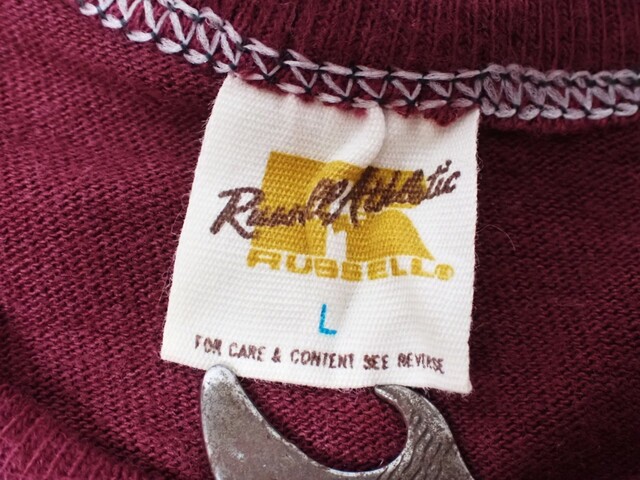 Russell Athletic
RUSSELL®
L
FOR CARE & CONTENT SEE REVERSE